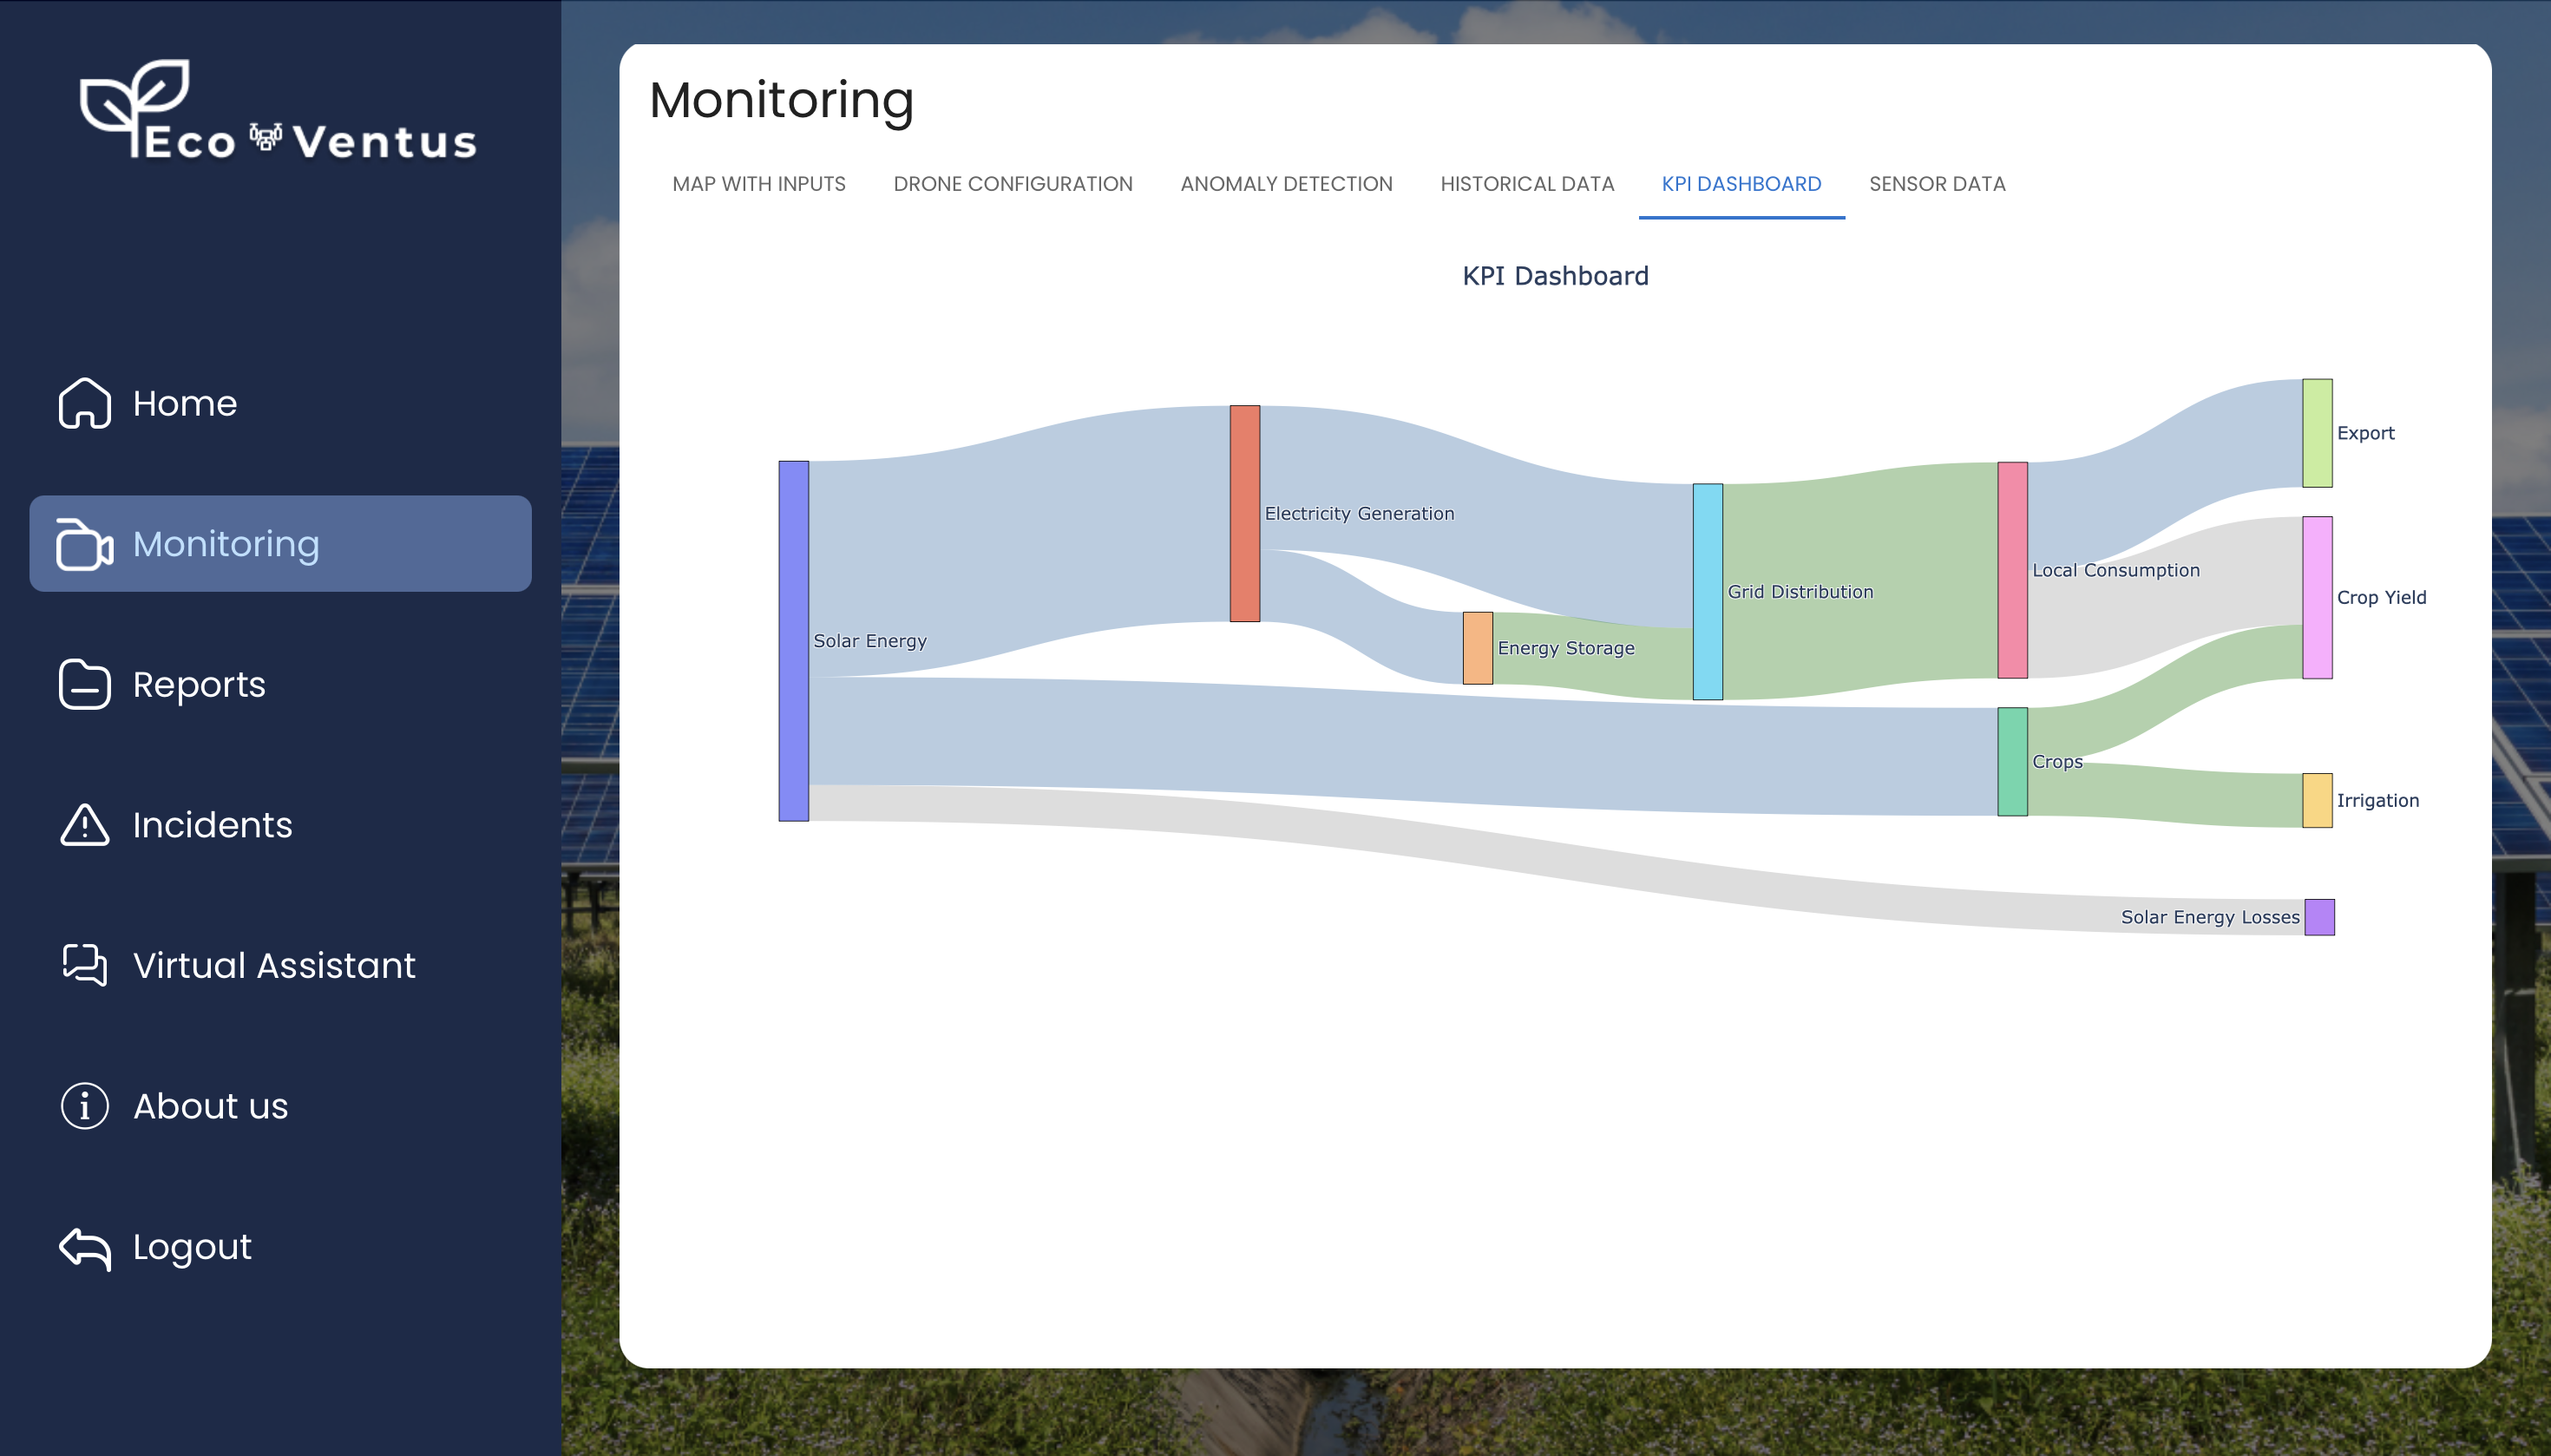 Eco Ventus
Home
Monitoring
Reports
Incidents
Virtual Assistant
About us
Logout
Monitoring
MAP WITH INPUTS DRONE CONFIGURATION ANOMALY DETECTION HISTORICAL DATA KPI DASHBOARD SENSOR DATA
KPI Dashboard
Solar Energy
Electricity Generation
Energy Storage
Grid Distribution
Local Consumption
Crops
Export
Crop Yield
Irrigation
Solar Energy Losses